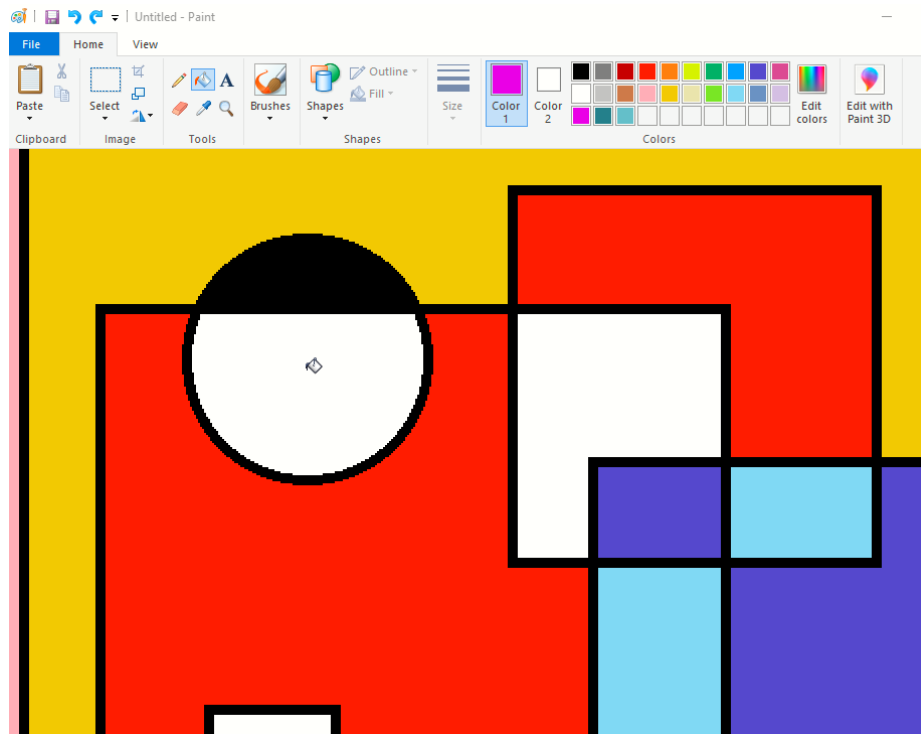 Untitled - Paint
File Home View
Paste
Clipboard
Select
Image
A
Tools
Brushes
Shapes
Outline
Fill
Shapes
Size
Color 1
Color 2
Edit colors
Colors
Edit with Paint 3D